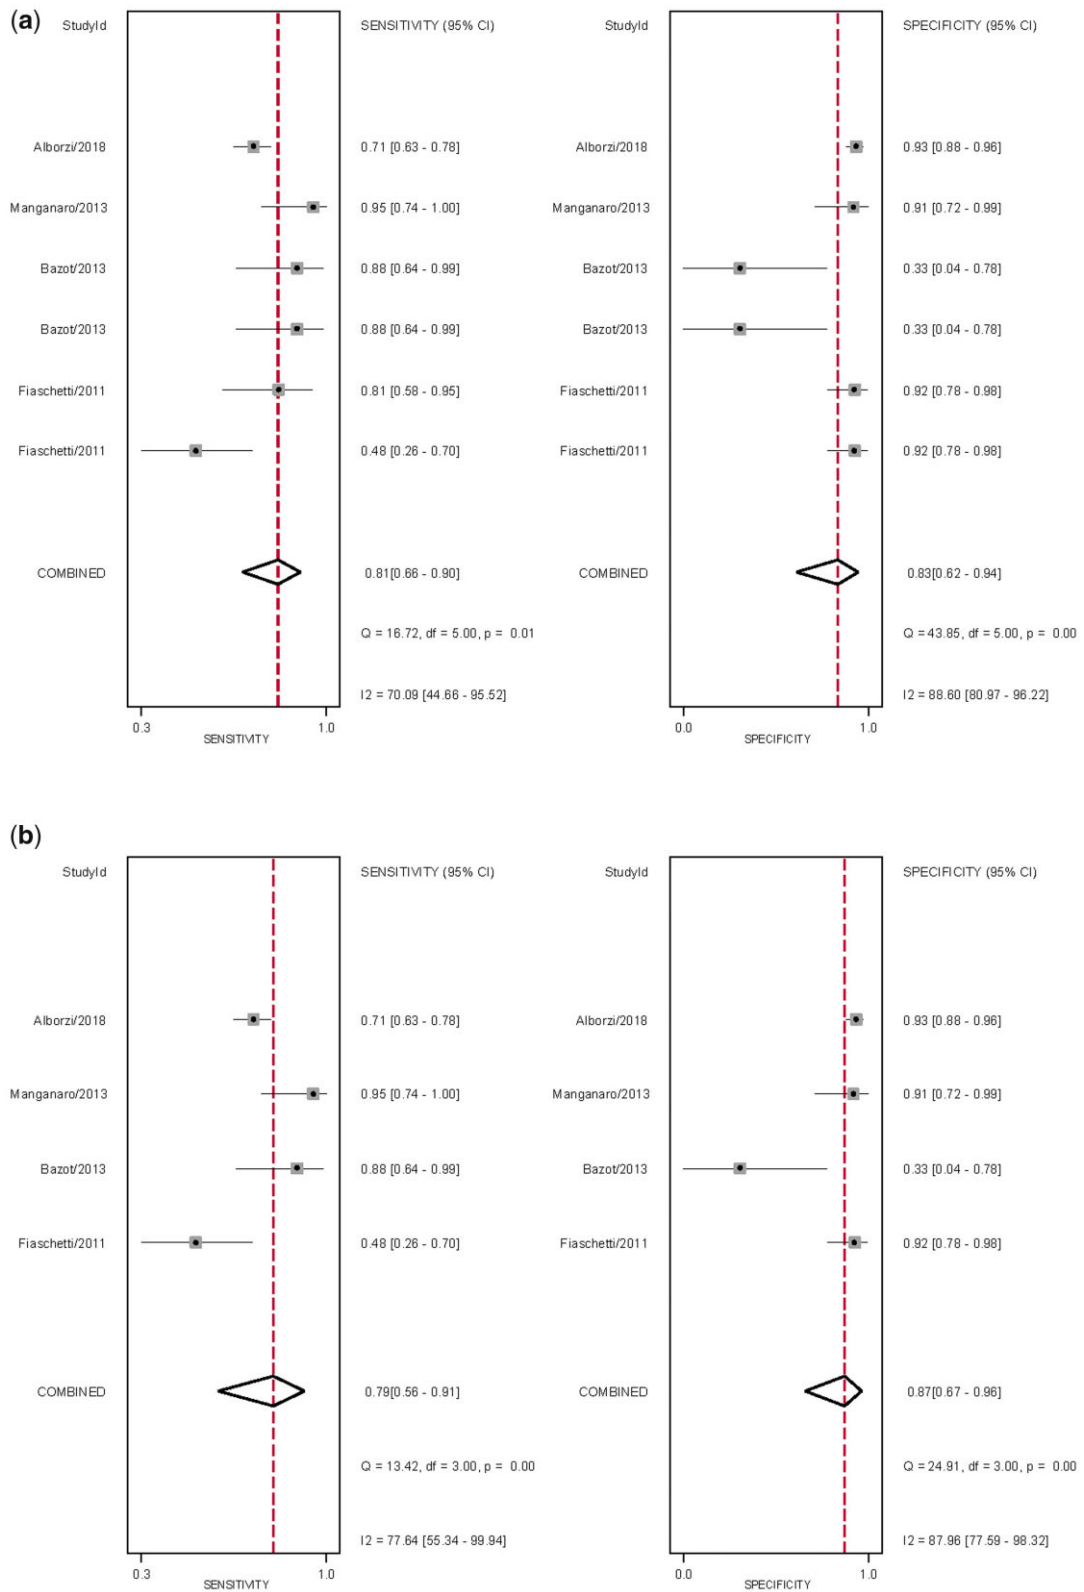 (a)
StudyId SENSITIVITY (95% CI)
Alborzi/2018 0.71 [0.63 - 0.78]
Manganaro/2013 0.95 [0.74 - 1.00]
Bazot/2013 0.88 [0.64 - 0.99]
Bazot/2013 0.88 [0.64 - 0.99]
Fiaschetti/2011 0.81 [0.58 - 0.95]
Fiaschetti/2011 0.48 [0.26 - 0.70]
COMBINED 0.81[0.66 - 0.90]
Q = 16.72, df = 5.00, p = 0.01
I2 = 70.09 [44.66 - 95.52]
0.3 1.0
SENSITIVITY
StudyId SPECIFICITY (95% CI)
Alborzi/2018 0.93 [0.88 - 0.96]
Manganaro/2013 0.91 [0.72 - 0.99]
Bazot/2013 0.33 [0.04 - 0.78]
Bazot/2013 0.33 [0.04 - 0.78]
Fiaschetti/2011 0.92 [0.78 - 0.98]
Fiaschetti/2011 0.92 [0.78 - 0.98]
COMBINED 0.83[0.62 - 0.94]
Q = 43.85, df = 5.00, p = 0.00
I2 = 88.60 [80.97 - 96.22]
0.0 1.0
SPECIFICITY
(b)
StudyId SENSITIVITY (95% CI)
Alborzi/2018 0.71 [0.63 - 0.78]
Manganaro/2013 0.95 [0.74 - 1.00]
Bazot/2013 0.88 [0.64 - 0.99]
Fiaschetti/2011 0.48 [0.26 - 0.70]
COMBINED 0.79[0.56 - 0.91]
Q = 13.42, df = 3.00, p = 0.00
I2 = 77.64 [55.34 - 99.94]
0.3 1.0
SENSITIVITY
StudyId SPECIFICITY (95% CI)
Alborzi/2018 0.93 [0.88 - 0.96]
Manganaro/2013 0.91 [0.72 - 0.99]
Bazot/2013 0.33 [0.04 - 0.78]
Fiaschetti/2011 0.92 [0.78 - 0.98]
COMBINED 0.87[0.67 - 0.96]
Q = 24.91, df = 3.00, p = 0.00
I2 = 87.96 [77.59 - 98.32]
0.0 1.0
SPECIFICITY